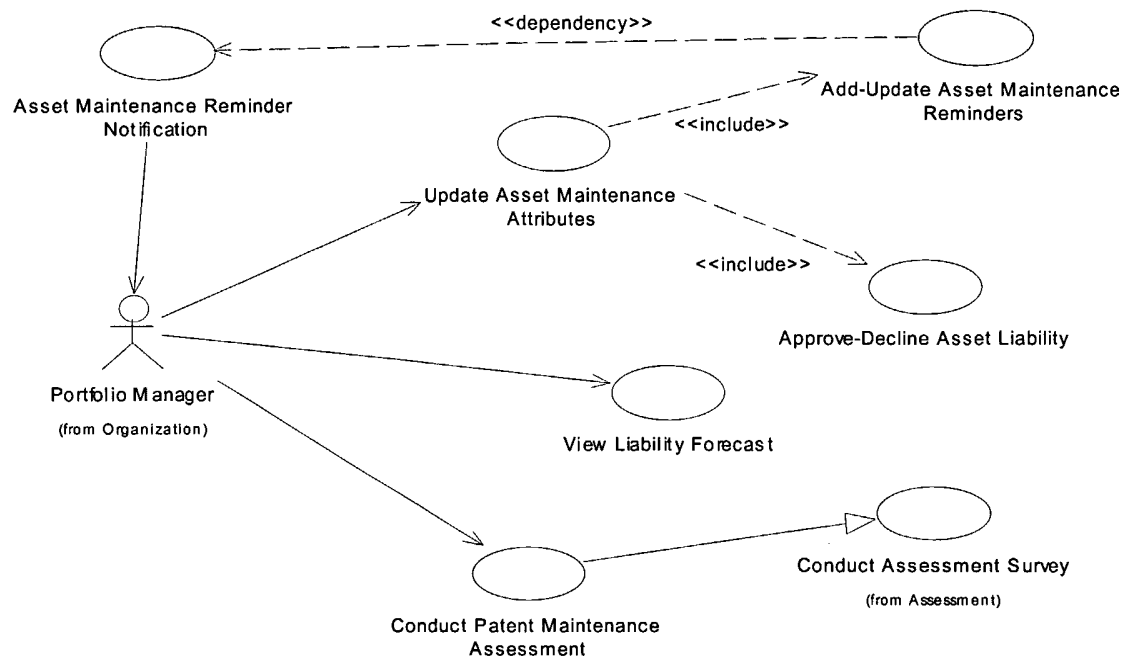 <<dependency>>
Asset Maintenance Reminder
Notification
Add-Update Asset Maintenance
Reminders
<<include>>
Update Asset Maintenance
Attributes
<<include>>
Approve-Decline Asset Liability
Portfolio Manager
(from Organization)
View Liability Forecast
Conduct Assessment Survey
(from Assessment)
Conduct Patent Maintenance
Assessment